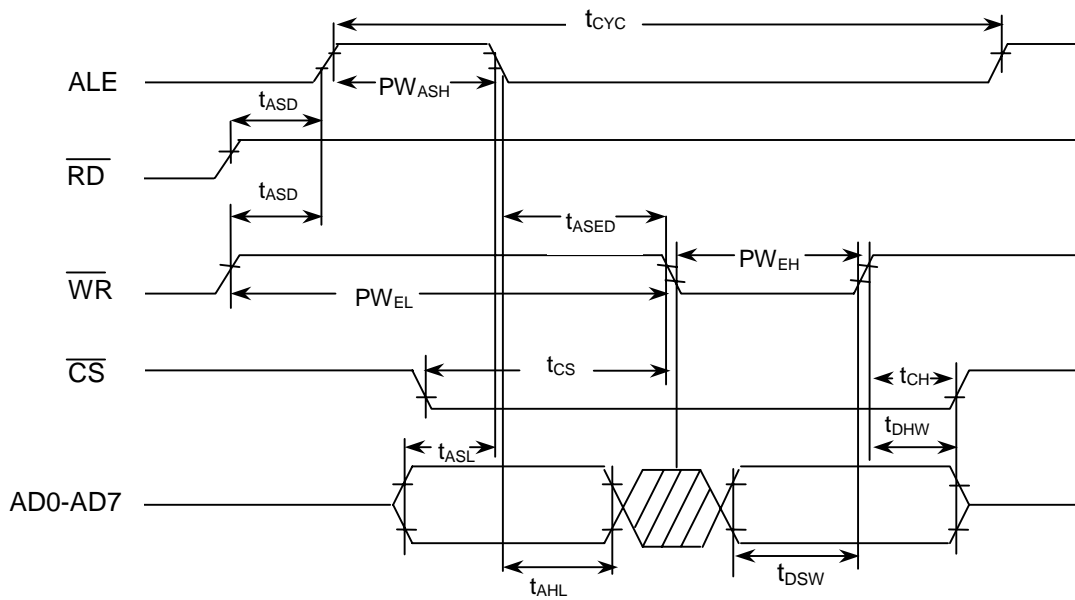 tCYC
ALE
PWASH
tASD
RD
tASD
tASED
WR
PWEH
PWEL
CS
tCS
tCH
tDHW
tASL
AD0-AD7
tAHL
tDSW